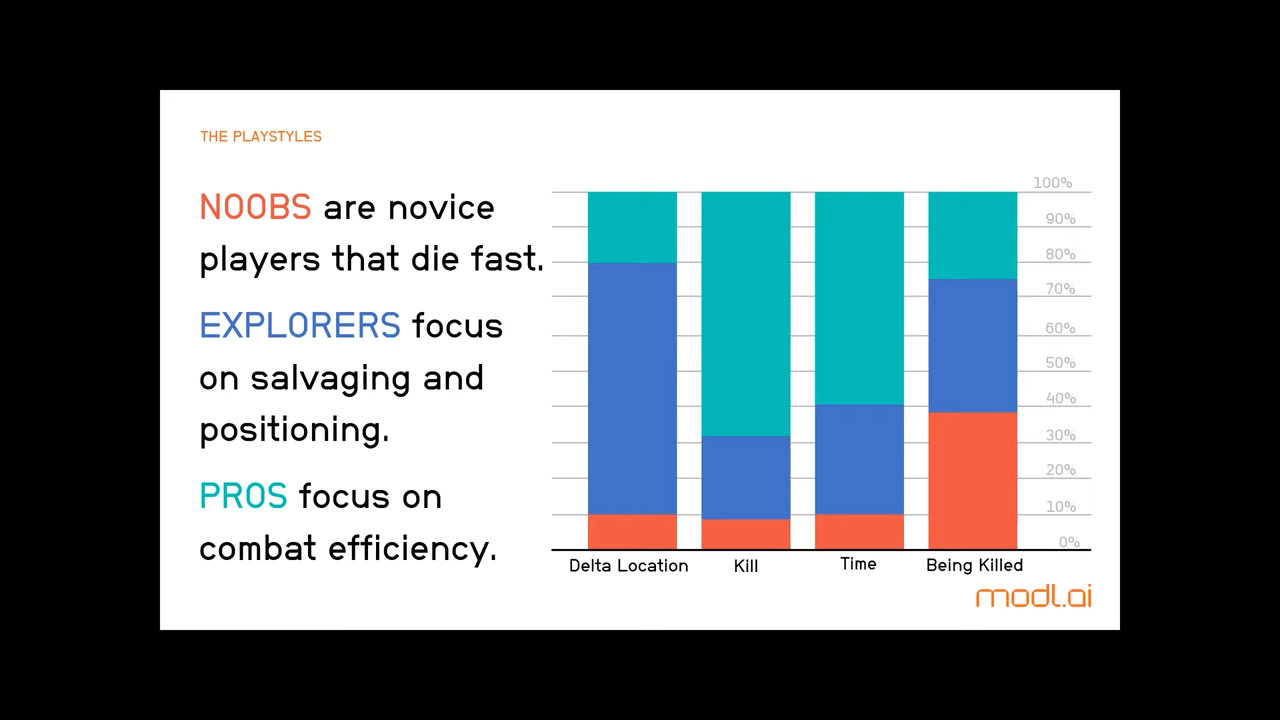 THE PLAYSTYLES
NOOBS are novice
players that die fast.
EXPLORERS focus
on salvaging and
positioning.
PROS focus on
combat efficiency.
100%
90%
80%
70%
60%
50%
40%
30%
20%
10%
0%
Delta Location
Kill
Time
Being Killed
modl.ai